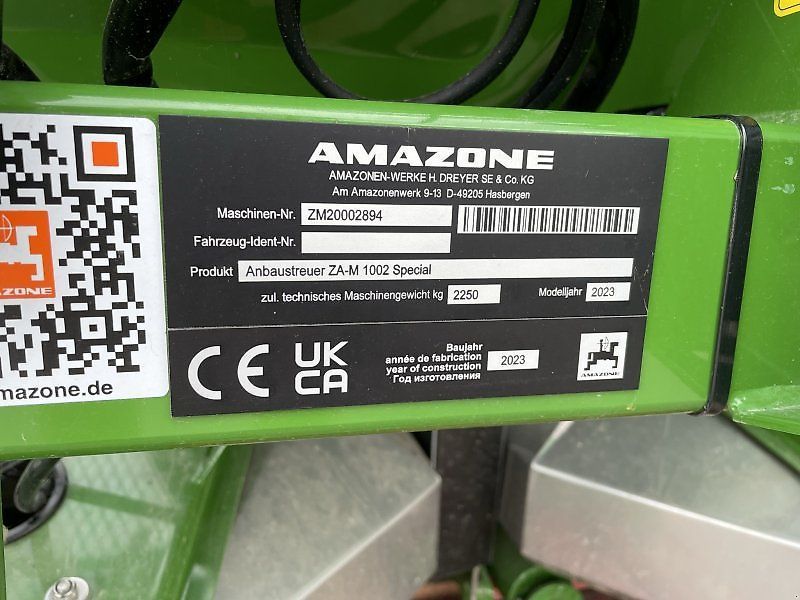 AMAZONE
AMAZONEN-WERKE H. DREYER SE & Co. KG
Am Amazonenwerk 9-13 D-49205 Hasbergen
Maschinen-Nr. ZM20002894
Fahrzeug-Ident-Nr.
Produkt Anbaustreuer ZA-M 1002 Special
zul. technisches Maschinengewicht kg 2250 Modelljahr 2023
CE UK CA
Baujahr
année de fabrication
year of construction 2023
Год изготовления
AMAZONE
AZONE
mazone.de